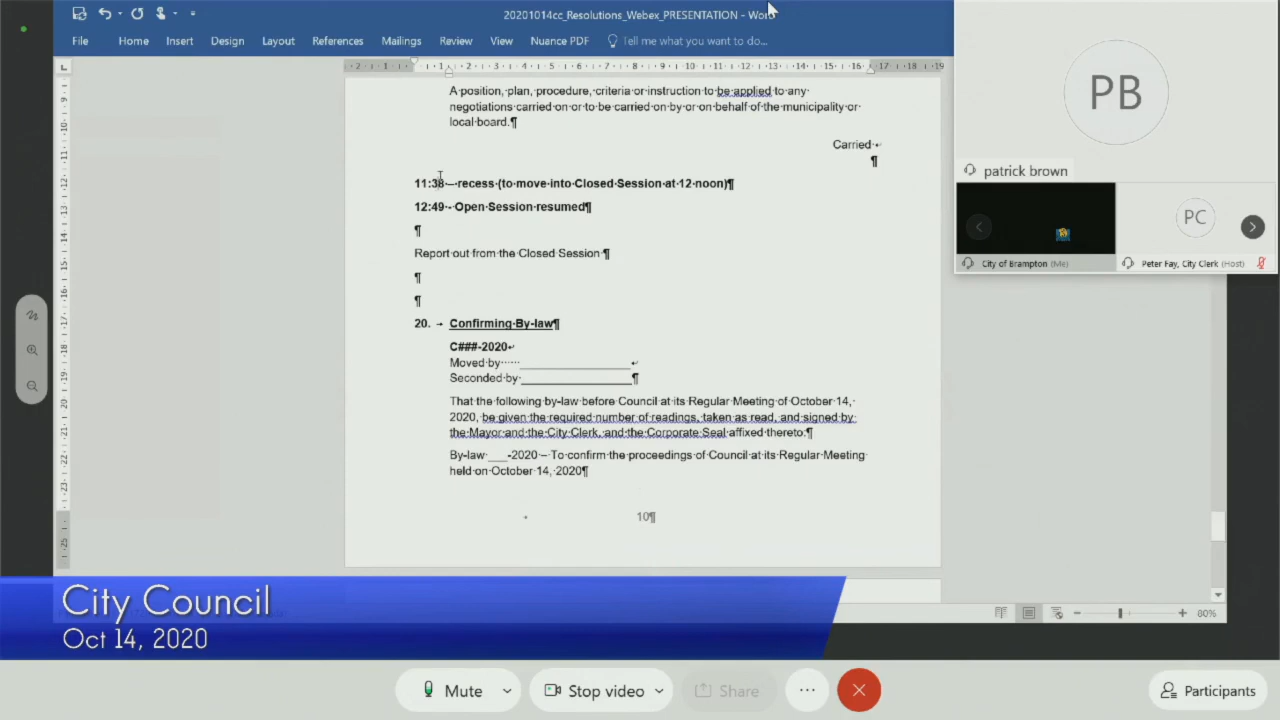 20201014cc_Resolutions_Webex_PRESENTATION - Word
File Home Insert Design Layout References Mailings Review View Nuance PDF Tell me what you want to do...
A position, plan, procedure, criteria or instruction to be applied to any
negotiations carried on or to be carried on by or on behalf of the municipality or
local board.¶
Carried
¶
11:38 – recess (to move into Closed Session at 12 noon)¶
12:49 - Open Session resumed¶
¶
Report out from the Closed Session ¶
¶
¶
20. → Confirming By-law¶
C###-2020
Moved by ____________________
Seconded by ____________________¶
That the following by-law before Council at its Regular Meeting of October 14,
2020, be given the required number of readings, taken as read, and signed by
the Mayor and the City Clerk, and the Corporate Seal affixed thereto.¶
By-law ___-2020 – To confirm the proceedings of Council at its Regular Meeting
held on October 14, 2020¶
10¶
80%
PB
patrick brown
PC
City of Brampton (Me)
Peter Fay, City Clerk (Host)
City Council
Oct 14, 2020
Mute
Stop video
Share
Participants